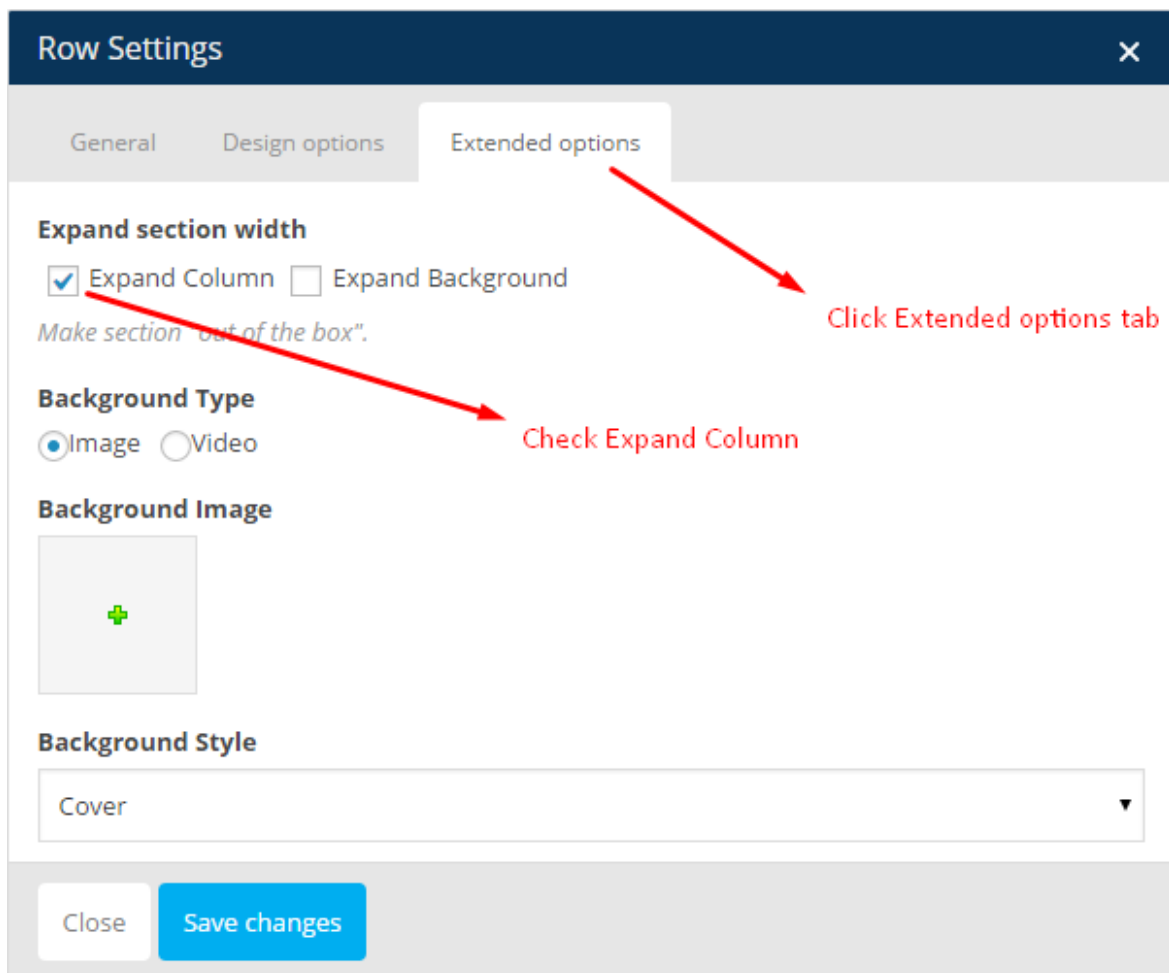 Row Settings
General Design options Extended options
Expand section width
Expand Column Expand Background
Click Extended options tab
Make section "out of the box".
Background Type
Image Video
Check Expand Column
Background Image
Background Style
Cover
Close Save changes